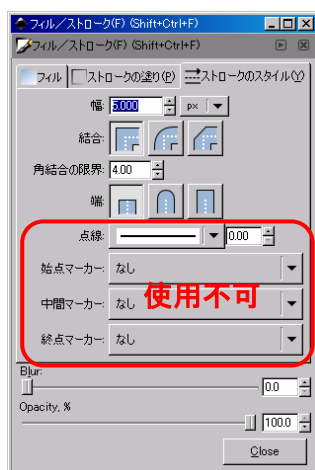 フィル／ストローク(F) (Shift+Ctrl+F)
フィル／ストローク(F) (Shift+Ctrl+F)
フィル ストロークの塗り(P) ストロークのスタイル(Y)
幅: 5.000 px
結合:
角結合の限界: 4.00
端:
点線: 0.00
始点マーカー: なし
中間マーカー: なし
使用不可
終点マーカー: なし
Blur:
0.0
Opacity, %
100.0
Close